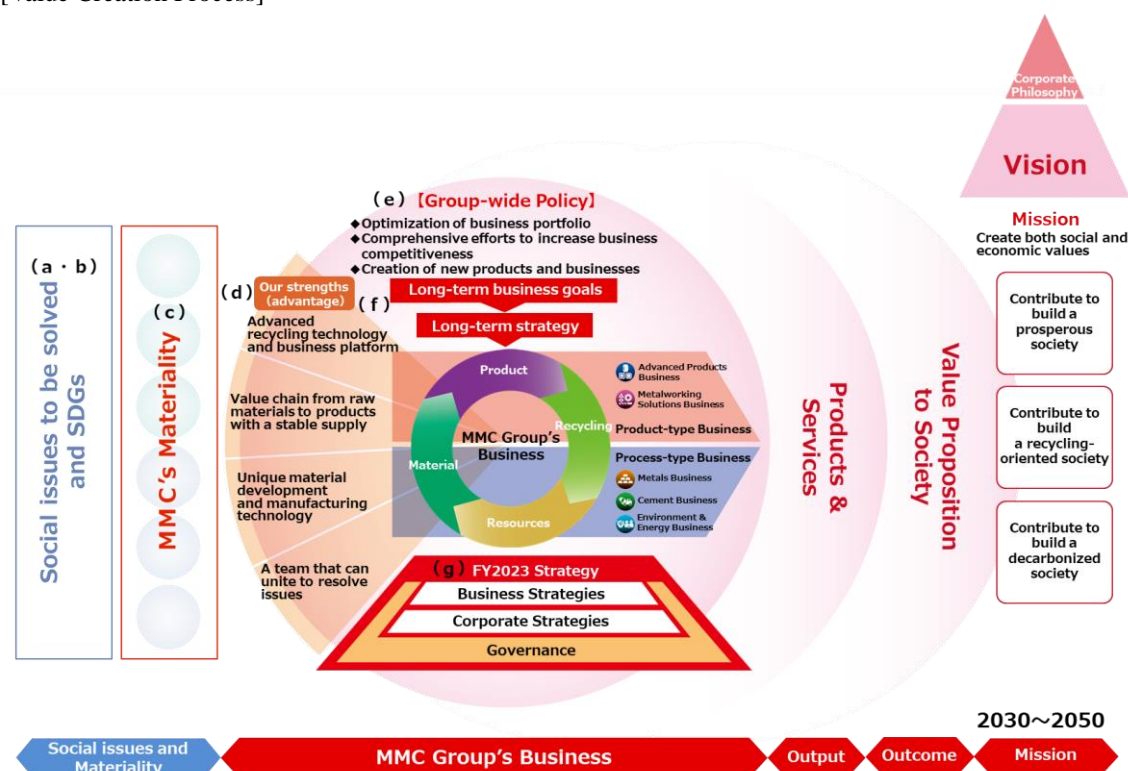 [Value Creation Process]
Corporate
Philosophy
Vision
Mission
Create both social and
economic values
Contribute to
build a
prosperous
society
Contribute to
build
a recycling-
oriented society
Contribute to
build a
decarbonized
society
(a・b)
Social issues to be solved
and SDGs
(c)
MMC's Materiality
(d)
Our strengths
(advantage)
Advanced
recycling technology
and business platform
Value chain from raw
materials to products
with a stable supply
Unique material
development
and manufacturing
technology
A team that can
unite to resolve
issues
(e)【Group-wide Policy】
◆Optimization of business portfolio
◆Comprehensive efforts to increase business
competitiveness
◆Creation of new products and businesses
(f)
Long-term business goals
Long-term strategy
Product
Recycling
Resources
Material
MMC Group's
Business
Advanced Products
Business
Metalworking
Solutions Business
Product-type Business
Process-type Business
Metals Business
Cement Business
Environment &
Energy Business
(g) FY2023 Strategy
Business Strategies
Corporate Strategies
Governance
Products &
Services
Value Proposition
to Society
2030～2050
Social issues and
Materiality
MMC Group's Business
Output
Outcome
Mission